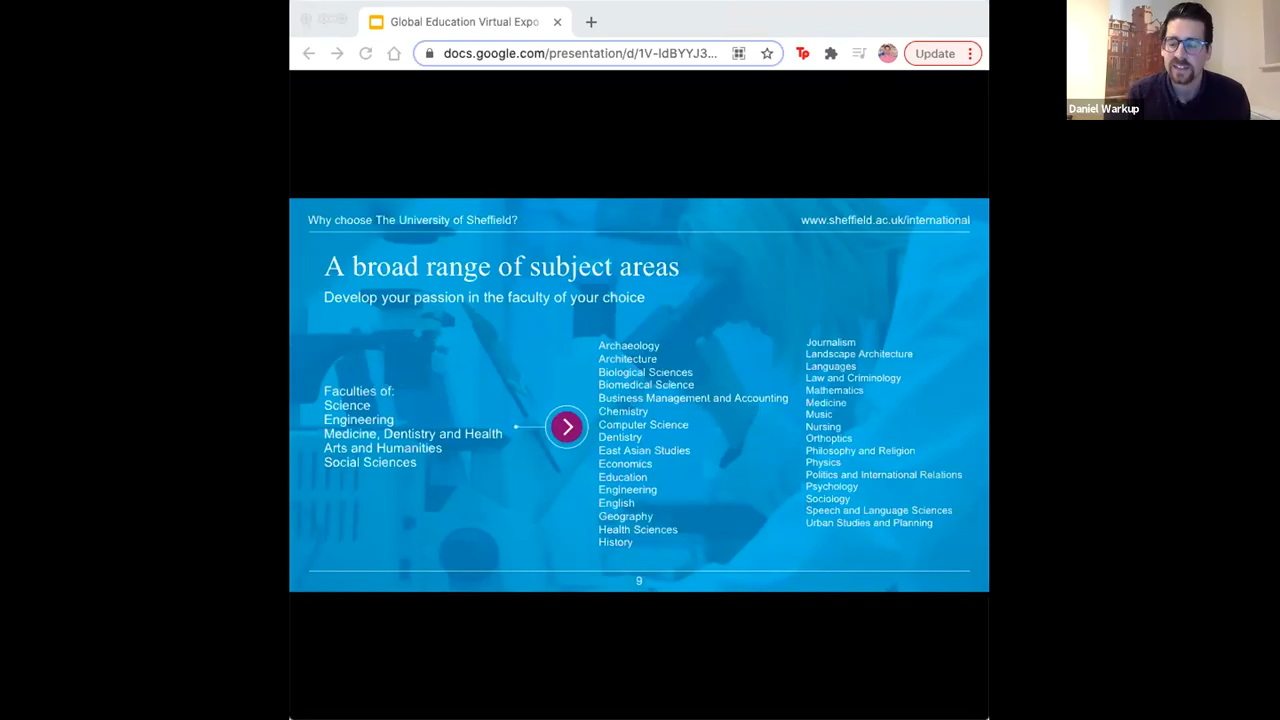 Global Education Virtual Expo
docs.google.com/presentation/d/1V-IdBYYJ3...
Tp
Update
Daniel Warkup
Why choose The University of Sheffield?
www.sheffield.ac.uk/international
A broad range of subject areas
Develop your passion in the faculty of your choice
Faculties of:
Science
Engineering
Medicine, Dentistry and Health
Arts and Humanities
Social Sciences
Archaeology
Architecture
Biological Sciences
Biomedical Science
Business Management and Accounting
Chemistry
Computer Science
Dentistry
East Asian Studies
Economics
Education
Engineering
English
Geography
Health Sciences
History
Journalism
Landscape Architecture
Languages
Law and Criminology
Mathematics
Medicine
Music
Nursing
Orthoptics
Philosophy and Religion
Physics
Politics and International Relations
Psychology
Sociology
Speech and Language Sciences
Urban Studies and Planning
9